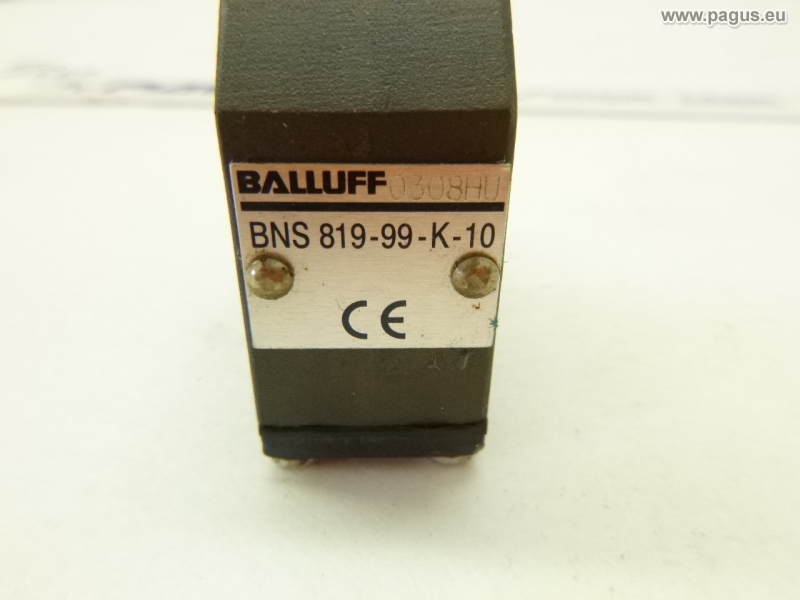 www.pagus.eu
BALLUFF 0308HU
BNS 819-99-K-10
CE